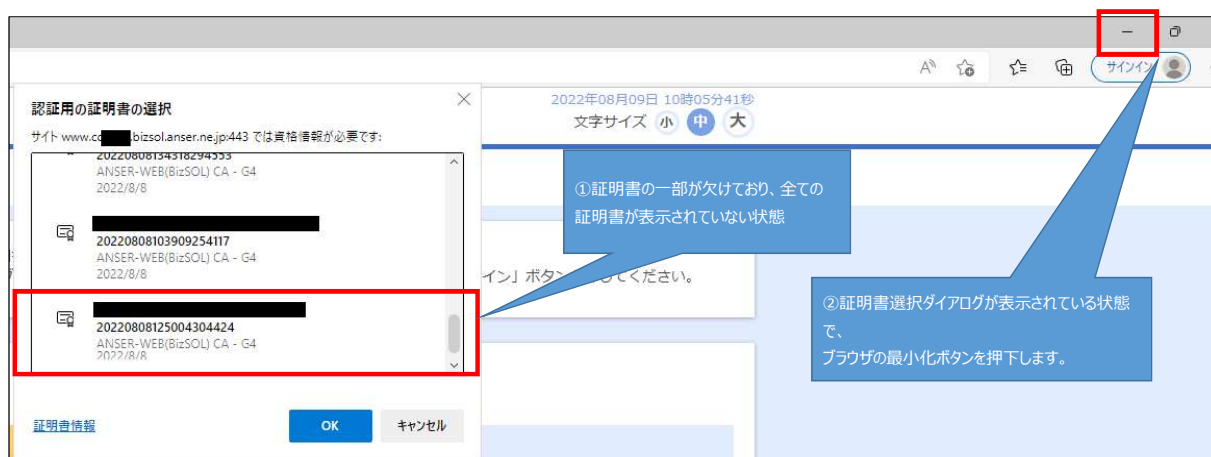 サインイン
認証用の証明書の選択
2022年08月09日 10時05分41秒
文字サイズ 小 中 大
サイト www.co .bizsol.anser.ne.jp:443 では資格情報が必要です:
20220808134318294553
ANSER-WEB(BizSOL) CA - G4
2022/8/8
20220808103909254117
ANSER-WEB(BizSOL) CA - G4
2022/8/8
20220808125004304424
ANSER-WEB(BizSOL) CA - G4
2022/8/8
証明書情報
OK
キャンセル
①証明書の一部が欠けており、全ての
証明書が表示されていない状態
イン」ボタン してください。
②証明書選択ダイアログが表示されている状態
で、
ブラウザの最小化ボタンを押下します。